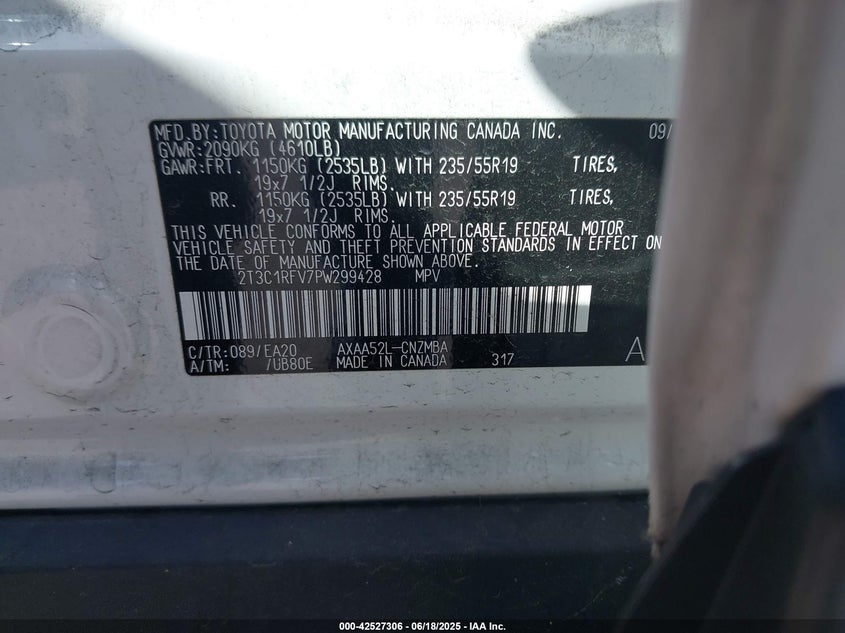 MFD.BY:TOYOTA MOTOR MANUFACTURING CANADA INC. 09/
GVWR:2090KG (4610LB)
GAWR:FRT. 1150KG (2535LB) WITH 235/55R19 TIRES,
19x7 1/2J RIMS.
RR. 1150KG (2535LB) WITH 235/55R19 TIRES,
19x7 1/2J RIMS.
THIS VEHICLE CONFORMS TO ALL APPLICABLE FEDERAL MOTOR
VEHICLE SAFETY AND THEFT PREVENTION STANDARDS IN EFFECT ON
THE DATE OF MANUFACTURE SHOWN ABOVE.
2T3C1RFV7PW299428 MPV
C/TR:089/EA20 AXAA52L-CNZMBA
A/TM: /UB80E MADE IN CANADA 317 A
000-42527306 - 06/18/2025 - IAA Inc.